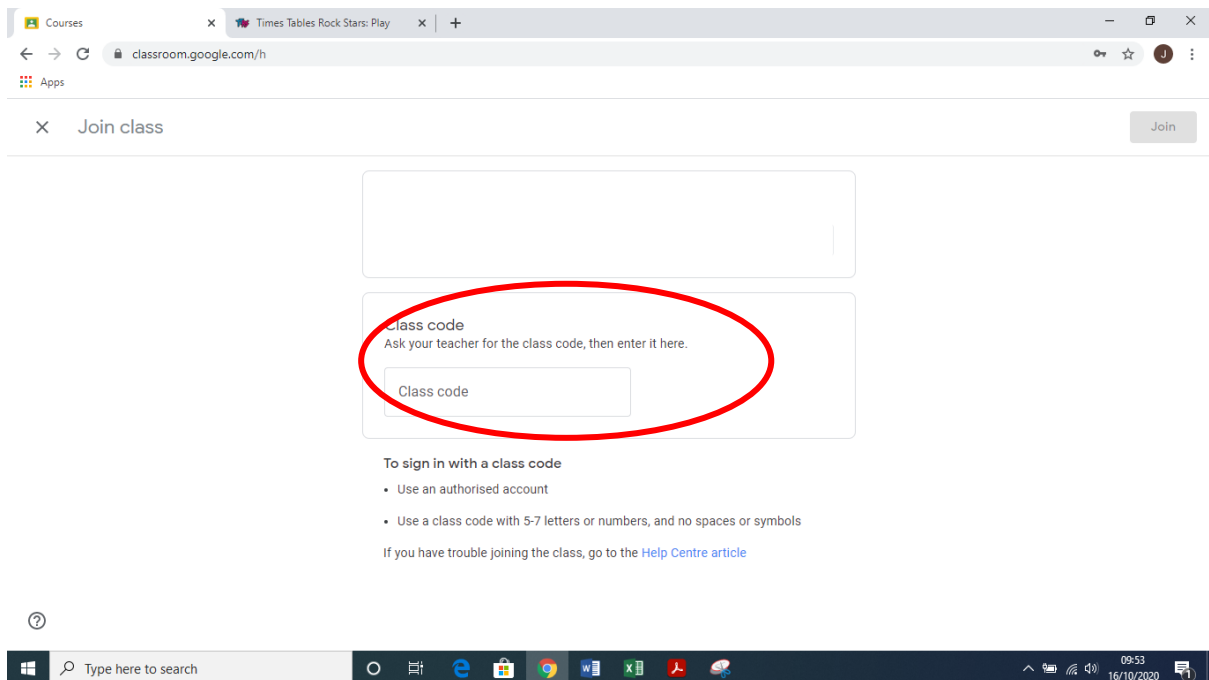 Courses
Times Tables Rock Stars: Play
classroom.google.com/h
J
Apps
Join class
Join
Class code
Ask your teacher for the class code, then enter it here.
Class code
To sign in with a class code
• Use an authorised account
• Use a class code with 5-7 letters or numbers, and no spaces or symbols
If you have trouble joining the class, go to the Help Centre article
Type here to search
09:53
16/10/2020
1